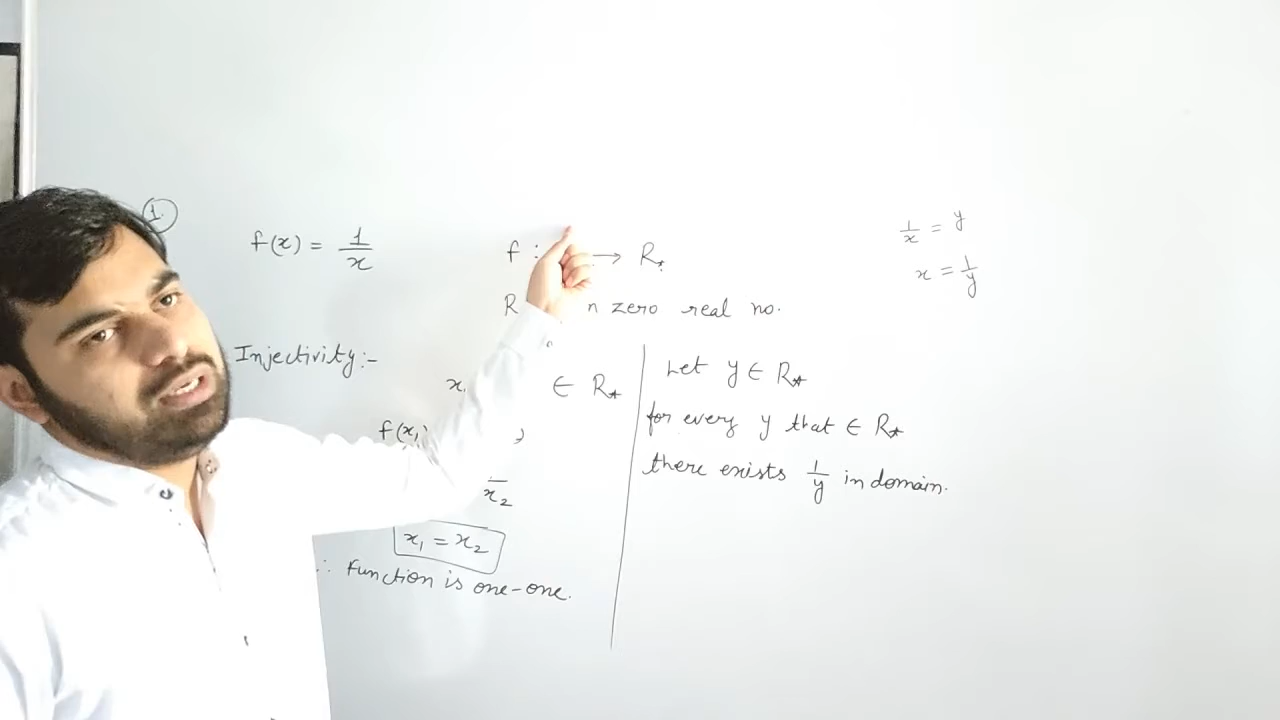 1.
f(x) = 1/x
f : → R*
1/x = y
x = 1/y
R n zero real no.
Injectivity:-
x, ∈ R*
f(x1 )
x2
x1 = x2
∴ Function is one-one.
Let y ∈ R*
for every y that ∈ R*
there exists 1/y in domain.